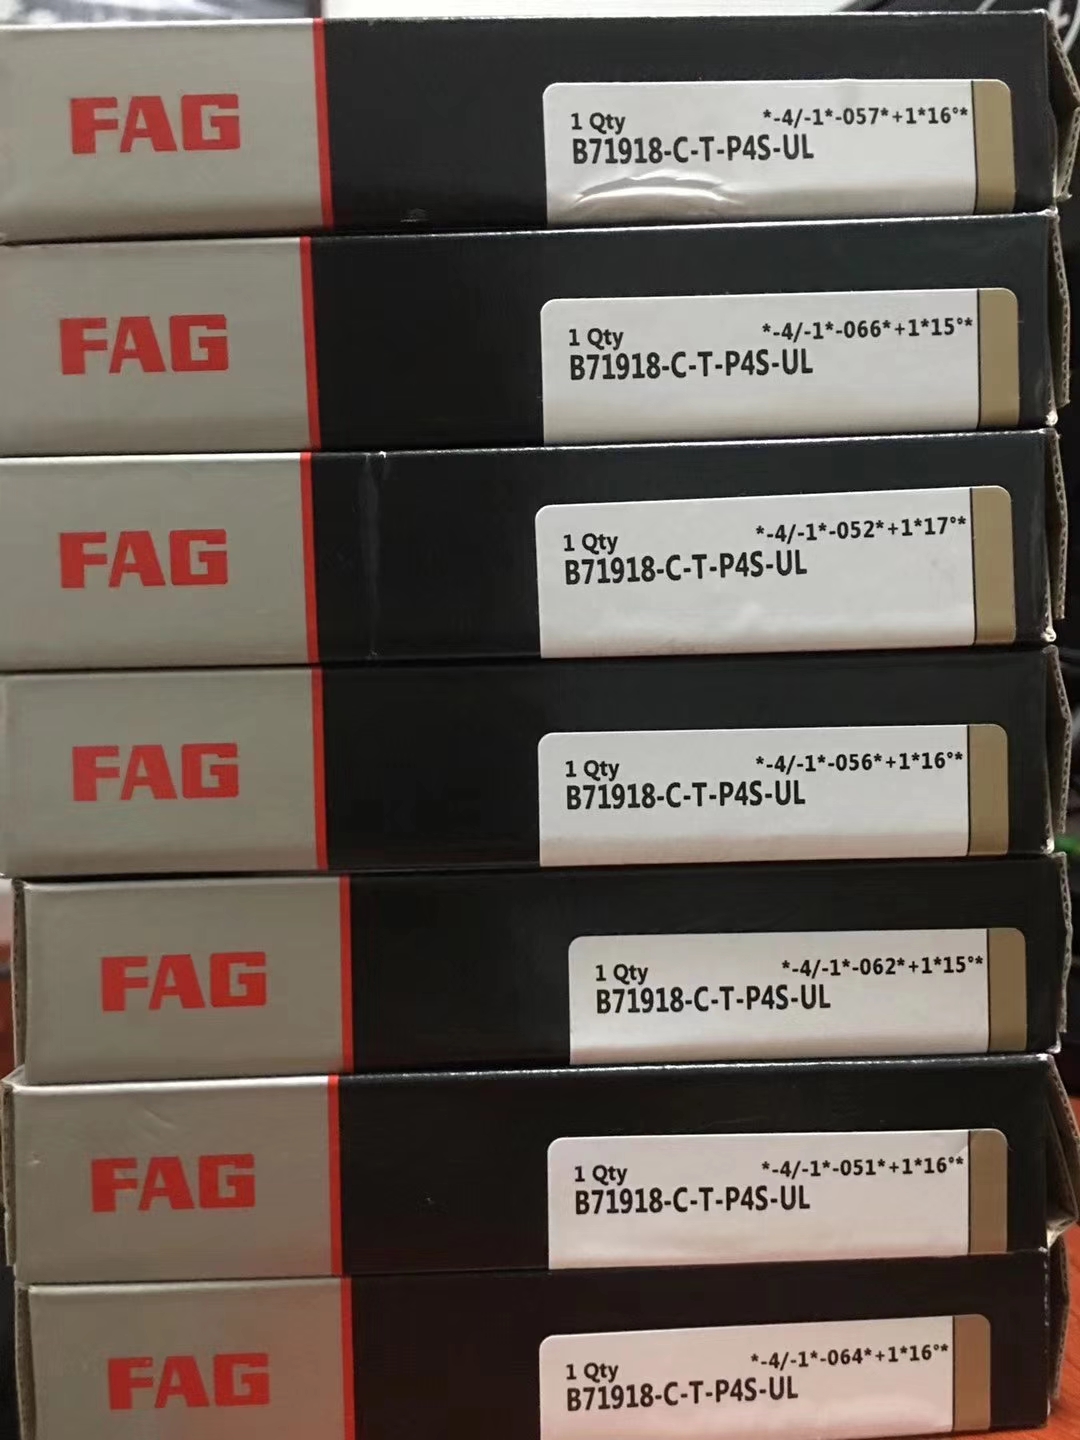 FAG
1 Qty *-4/-1*-057*+1*16°*
B71918-C-T-P4S-UL
FAG
1 Qty *-4/-1*-066*+1*15°*
B71918-C-T-P4S-UL
FAG
1 Qty *-4/-1*-052*+1*17°*
B71918-C-T-P4S-UL
FAG
1 Qty *-4/-1*-056*+1*16°*
B71918-C-T-P4S-UL
FAG
1 Qty *-4/-1*-062*+1*15°*
B71918-C-T-P4S-UL
FAG
1 Qty *-4/-1*-051*+1*16°*
B71918-C-T-P4S-UL
FAG
1 Qty *-4/-1*-064*+1*16°*
B71918-C-T-P4S-UL